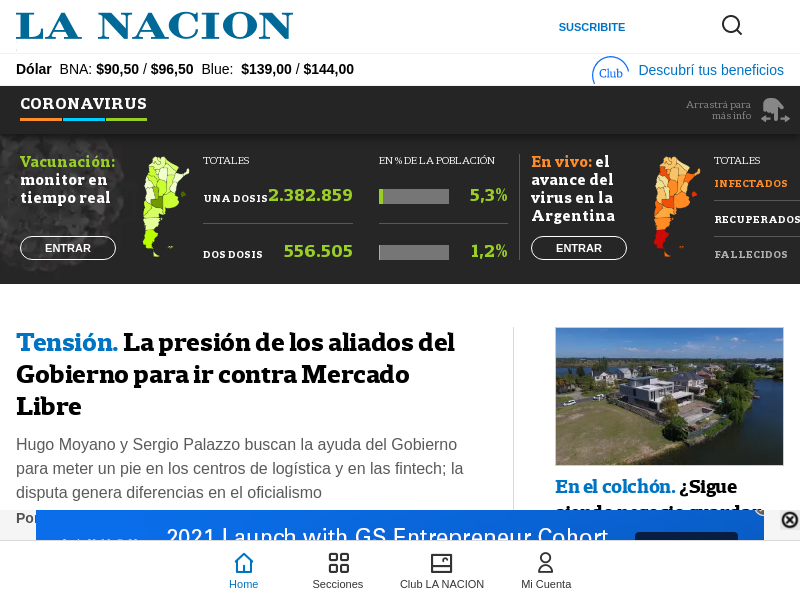 LA NACION
SUSCRIBITE
Dólar BNA: $90,50 / $96,50 Blue: $139,00 / $144,00
Club
Descubrí tus beneficios
CORONAVIRUS
Arrastrá para
más info
Vacunación:
monitor en
tiempo real
ENTRAR
TOTALES
UNA DOSIS 2.382.859
DOS DOSIS 556.505
EN % DE LA POBLACIÓN
5,3%
1,2%
En vivo: el
avance del
virus en la
Argentina
ENTRAR
TOTALES
INFECTADOS
RECUPERADOS
FALLECIDOS
Tensión. La presión de los aliados del
Gobierno para ir contra Mercado
Libre
Hugo Moyano y Sergio Palazzo buscan la ayuda del Gobierno
para meter un pie en los centros de logística y en las fintech; la
disputa genera diferencias en el oficialismo
En el colchón. ¿Sigue
2021 Launch with GS Entrepreneur Cohort
Home
Secciones
Club LA NACION
Mi Cuenta